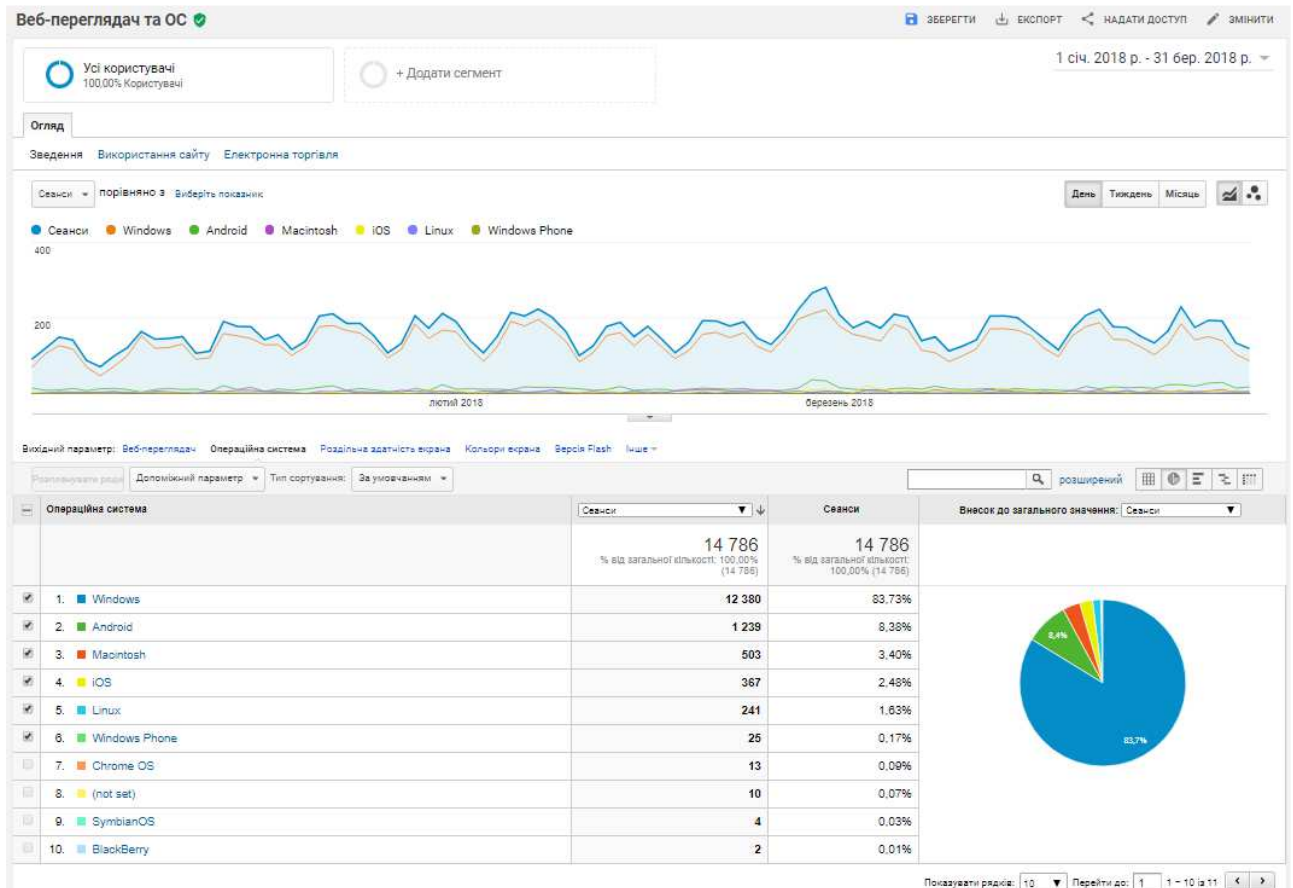 Веб-переглядач та ОС
ЗБЕРЕГТИ ЕКСПОРТ НАДАТИ ДОСТУП ЗМІНИТИ
Усі користувачі
100,00% Користувачі
+ Додати сегмент
1 січ. 2018 р. - 31 бер. 2018 р.
Огляд
Зведення Використання сайту Електронна торгівля
Сеанси порівняно з Виберіть показник
День Тиждень Місяць
Сеанси Windows Android Macintosh iOS Linux Windows Phone
400
200
лютий 2018 березень 2018
Вихідний параметр: Веб-переглядач Операційна система Роздільна здатність екрана Кольори екрана Версія Flash Інше
Допоміжний параметр Тип сортування: За умовчанням
розширений
Операційна система Сеанси Сеанси Внесок до загального значення: Сеанси
14 786 14 786
% від загальної кількості: 100,00% % від загальної кількості:
(14 786) 100,00% (14 786)
1. Windows 12 380 83,73%
2. Android 1 239 8,38%
3. Macintosh 503 3,40%
4. iOS 367 2,48%
5. Linux 241 1,63%
6. Windows Phone 25 0,17%
7. Chrome OS 13 0,09%
8. (not set) 10 0,07%
9. SymbianOS 4 0,03%
10. BlackBerry 2 0,01%
8,4%
83,7%
Показувати рядків: 10 Перейти до: 1 1 – 10 із 11